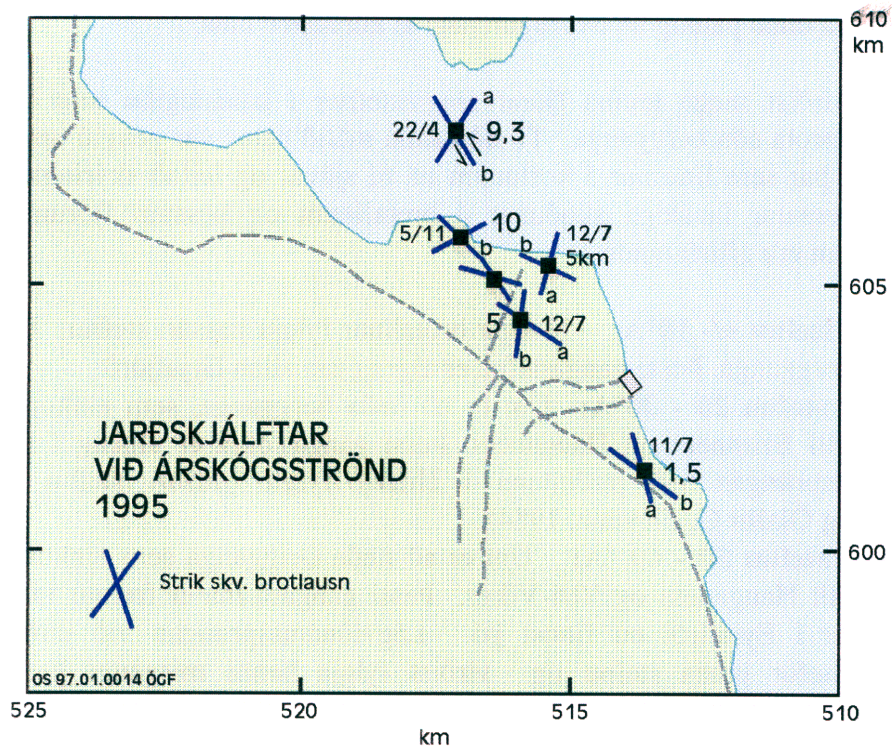 610
km
a
22/4 9,3
b
10
5/11
b
b
12/7
5km
a
605
5
12/7
b
a
11/7
1,5
a
b
JARÐSKJÁLFTAR
VIÐ ÁRSKÓGSSTRÖND
1995
600
Strik skv. brotlausn
OS 97.01.0014 ÓGF
525
520
515
510
km